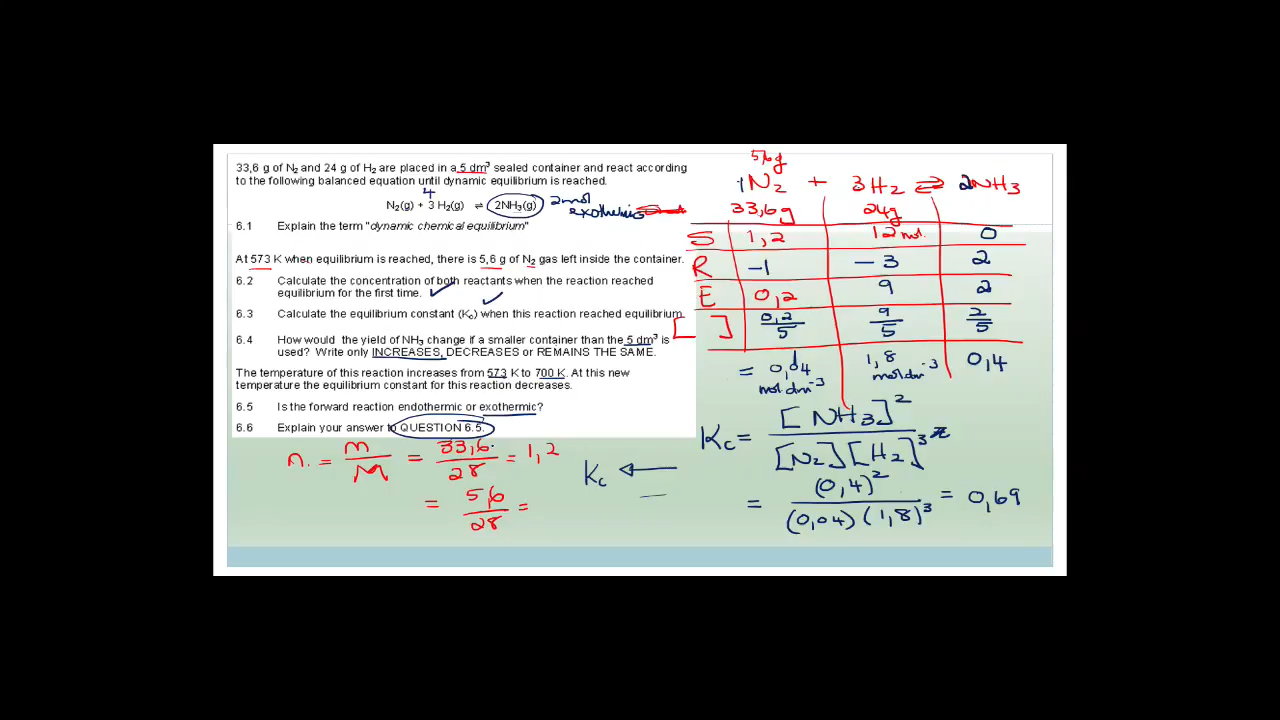 33,6 g of N2 and 24 g of H2 are placed in a 5 dm3 sealed container and react according
to the following balanced equation until dynamic equilibrium is reached.
4
N2(g) + 3 H2(g) ⇌ 2NH3(g) 2mol
exothermic
6.1 Explain the term "dynamic chemical equilibrium"
At 573 K when equilibrium is reached, there is 5,6 g of N2 gas left inside the container.
6.2 Calculate the concentration of both reactants when the reaction reached
equilibrium for the first time.
6.3 Calculate the equilibrium constant (Kc) when this reaction reached equilibrium.
6.4 How would the yield of NH3 change if a smaller container than the 5 dm3 is
used? Write only INCREASES, DECREASES or REMAINS THE SAME.
The temperature of this reaction increases from 573 K to 700 K. At this new
temperature the equilibrium constant for this reaction decreases.
6.5 Is the forward reaction endothermic or exothermic?
6.6 Explain your answer to QUESTION 6.5.
n = m/M = 33,6/28 = 1,2
= 5,6/28 =
Kc ←
5,6g
1N2 + 3H2 ⇌ 2NH3
33,6g 24g
S 1,2 12 mol 0
R -1 -3 2
E 0,2 9 2
[ ] 0,2/5 9/5 2/5
= 0,04 1,8 0,4
mol dm-3 mol dm-3
Kc = [NH3]2 / [N2][H2]3
= (0,4)2 / (0,04)(1,8)3 = 0,69